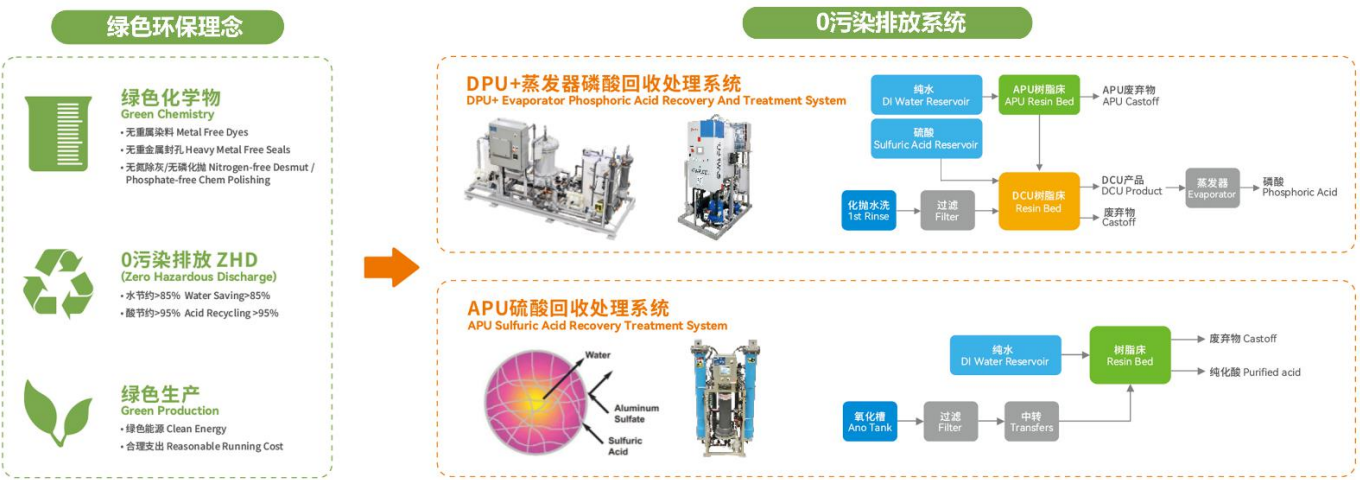 绿色环保理念
绿色化学物
Green Chemistry
• 无重属染料 Metal Free Dyes
• 无重金属封孔 Heavy Metal Free Seals
• 无氮除灰/无磷化抛 Nitrogen-free Desmut /
Phosphate-free Chem Polishing
0污染排放 ZHD
(Zero Hazardous Discharge)
• 水节约>85% Water Saving>85%
• 酸节约>95% Acid Recycling >95%
绿色生产
Green Production
• 绿色能源 Clean Energy
• 合理支出 Reasonable Running Cost
0污染排放系统
DPU+蒸发器磷酸回收处理系统
DPU+ Evaporator Phosphoric Acid Recovery And Treatment System
纯水
DI Water Reservoir
APU树脂床
APU Resin Bed
APU废弃物
APU Castoff
硫酸
Sulfuric Acid Reservoir
化抛水洗
1st Rinse
过滤
Filter
DCU树脂床
Resin Bed
DCU产品
DCU Product
废弃物
Castoff
蒸发器
Evaporator
磷酸
Phosphoric Acid
APU硫酸回收处理系统
APU Sulfuric Acid Recovery Treatment System
Water
Aluminum
Sulfate
Sulfuric
Acid
纯水
DI Water Reservoir
树脂床
Resin Bed
废弃物 Castoff
纯化酸 Purified acid
氧化槽
Ano Tank
过滤
Filter
中转
Transfers